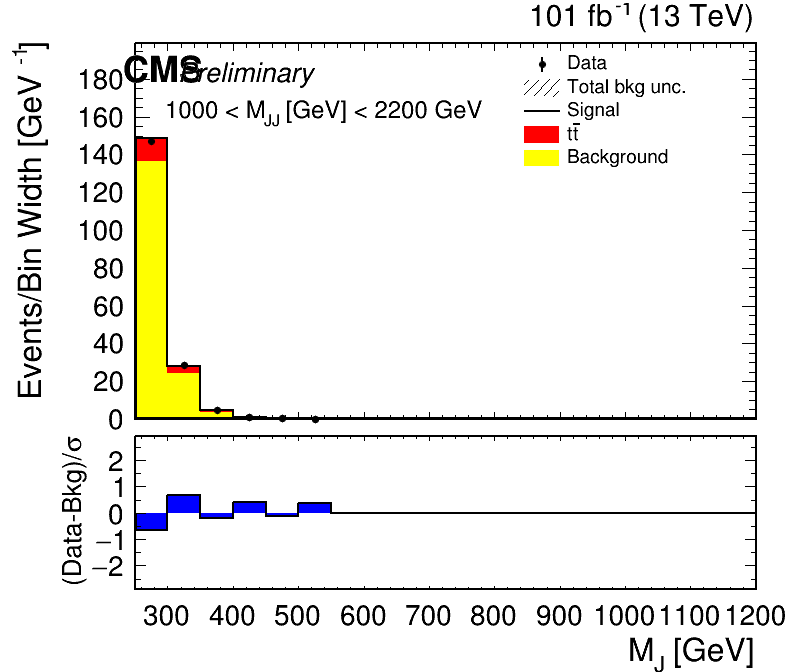 101 fb⁻¹ (13 TeV)
CMS Preliminary
1000 < M_JJ [GeV] < 2200 GeV
Data
Total bkg unc.
Signal
tt̄
Background
Events/Bin Width [GeV⁻¹]
180
160
140
120
100
80
60
40
20
0
(Data-Bkg)/σ
2
1
0
−1
−2
300 400 500 600 700 800 900 1000 1100 1200
M_J [GeV]